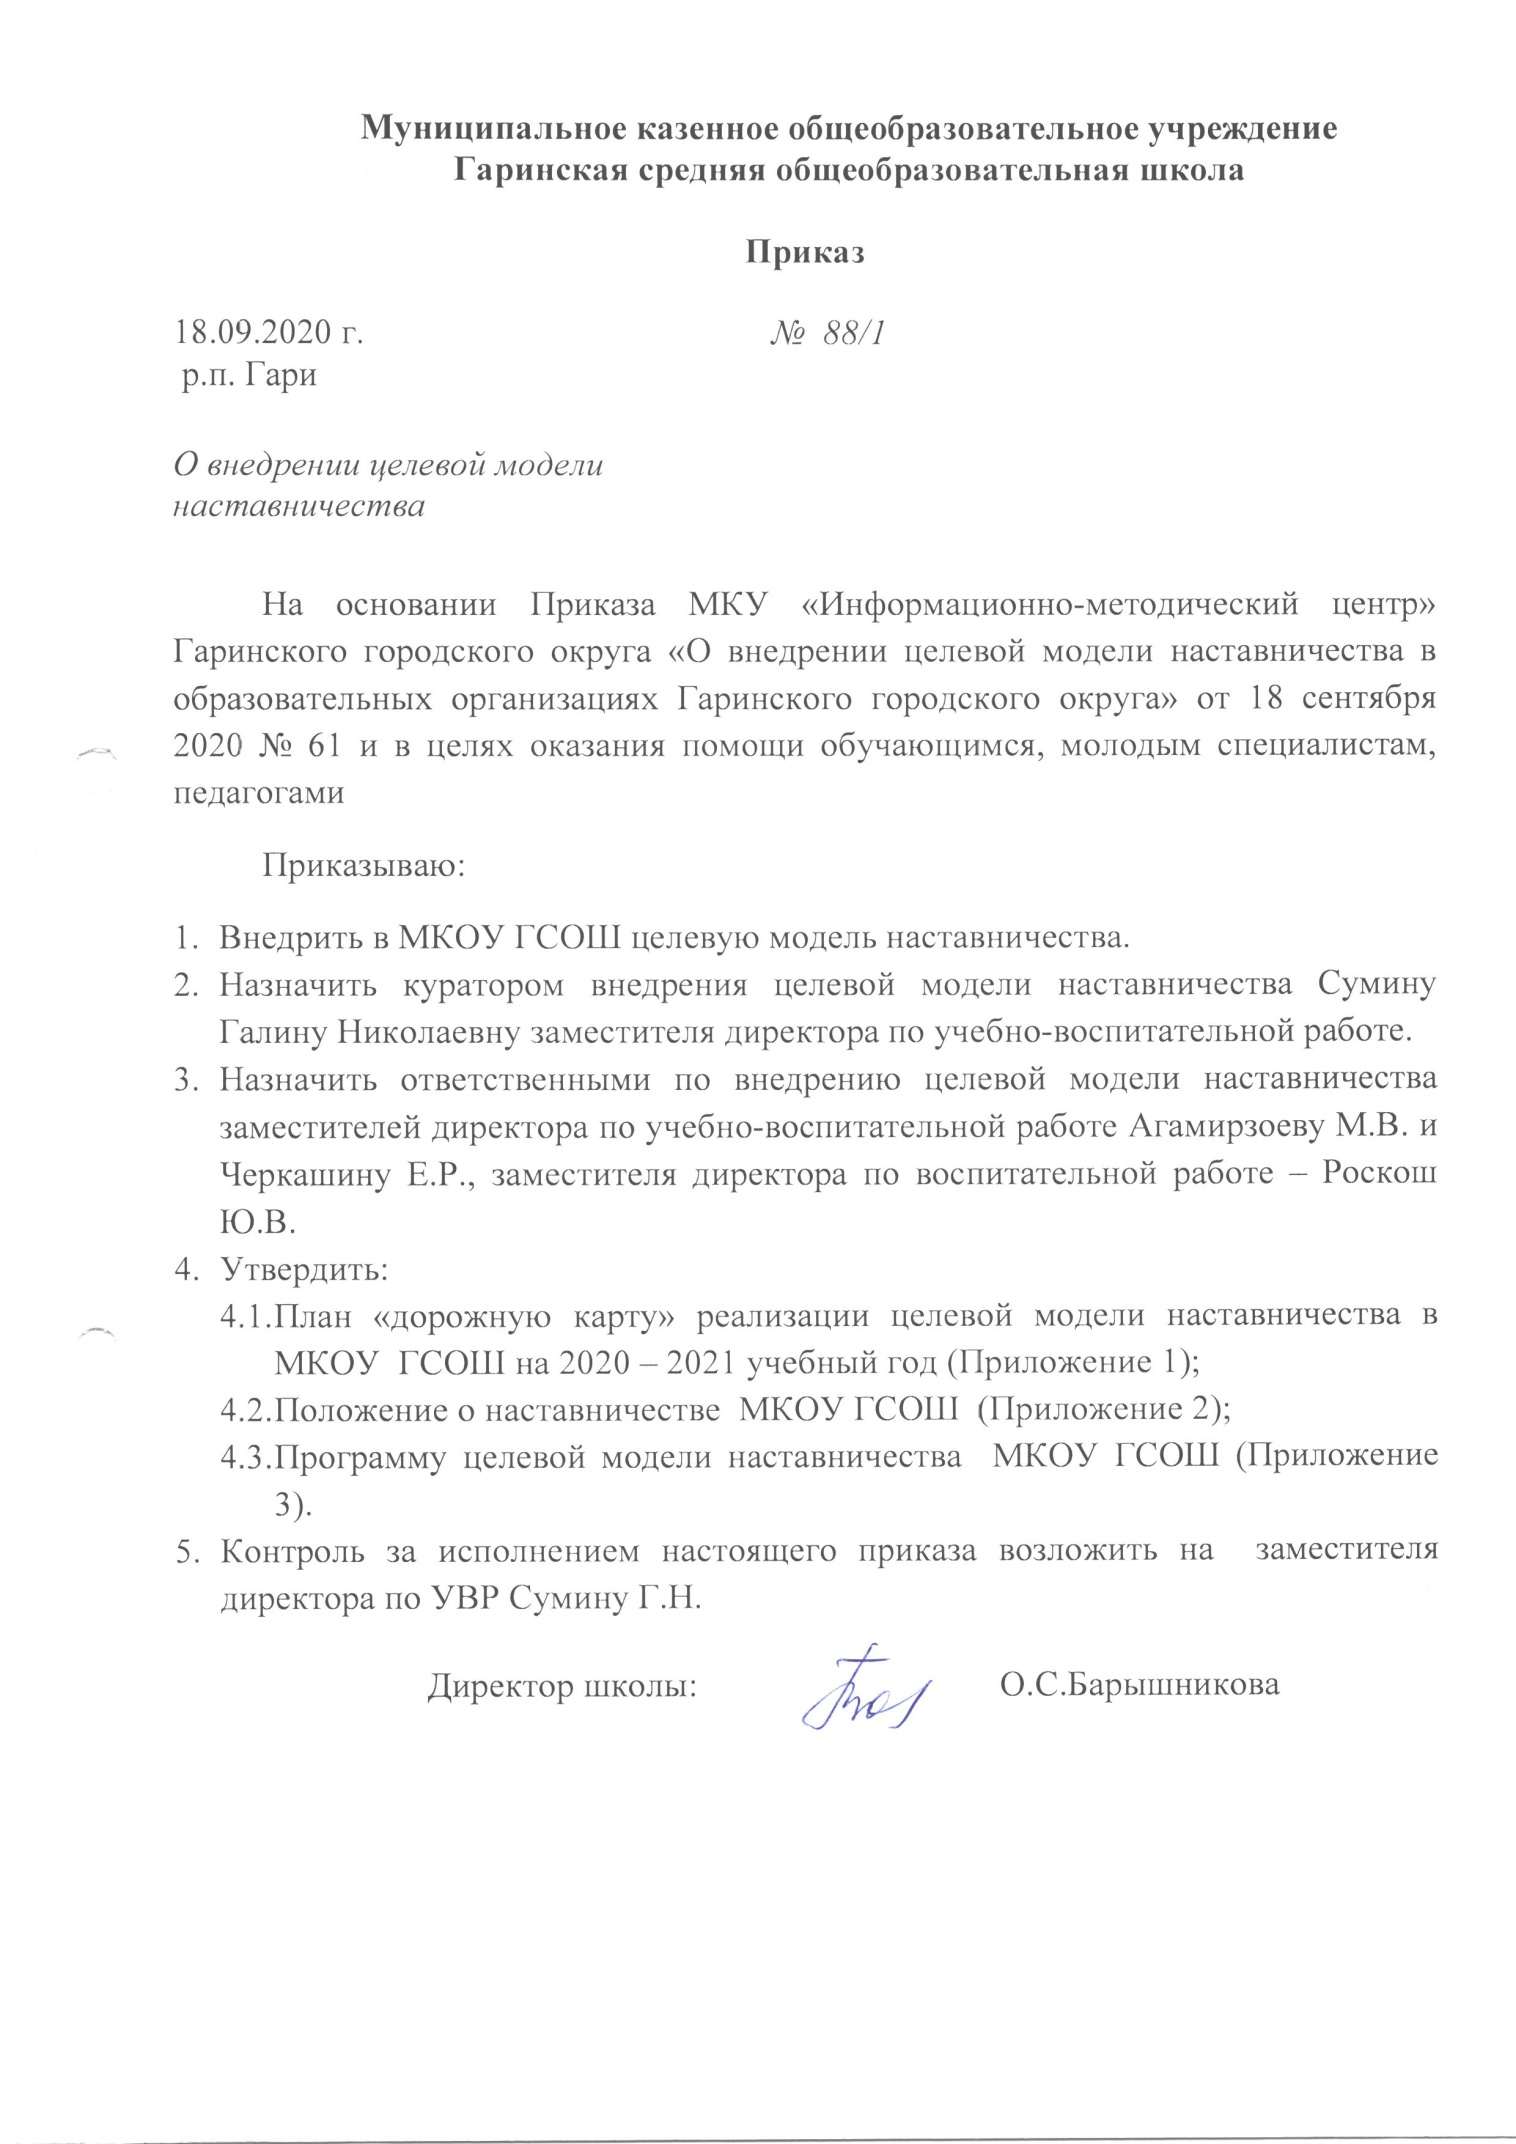 Муниципальное казенное общеобразовательное учреждение
Гаринская средняя общеобразовательная школа
Приказ
18.09.2020 г. № 88/1
р.п. Гари
О внедрении целевой модели
наставничества
На основании Приказа МКУ «Информационно-методический центр»
Гаринского городского округа «О внедрении целевой модели наставничества в
образовательных организациях Гаринского городского округа» от 18 сентября
2020 № 61 и в целях оказания помощи обучающимся, молодым специалистам,
педагогами
Приказываю:
1. Внедрить в МКОУ ГСОШ целевую модель наставничества.
2. Назначить куратором внедрения целевой модели наставничества Сумину
Галину Николаевну заместителя директора по учебно-воспитательной работе.
3. Назначить ответственными по внедрению целевой модели наставничества
заместителей директора по учебно-воспитательной работе Агамирзоеву М.В. и
Черкашину Е.Р., заместителя директора по воспитательной работе – Роскош
Ю.В.
4. Утвердить:
4.1.План «дорожную карту» реализации целевой модели наставничества в
МКОУ ГСОШ на 2020 – 2021 учебный год (Приложение 1);
4.2.Положение о наставничестве МКОУ ГСОШ (Приложение 2);
4.3.Программу целевой модели наставничества МКОУ ГСОШ (Приложение
3).
5. Контроль за исполнением настоящего приказа возложить на заместителя
директора по УВР Сумину Г.Н.
Директор школы: О.С.Барышникова